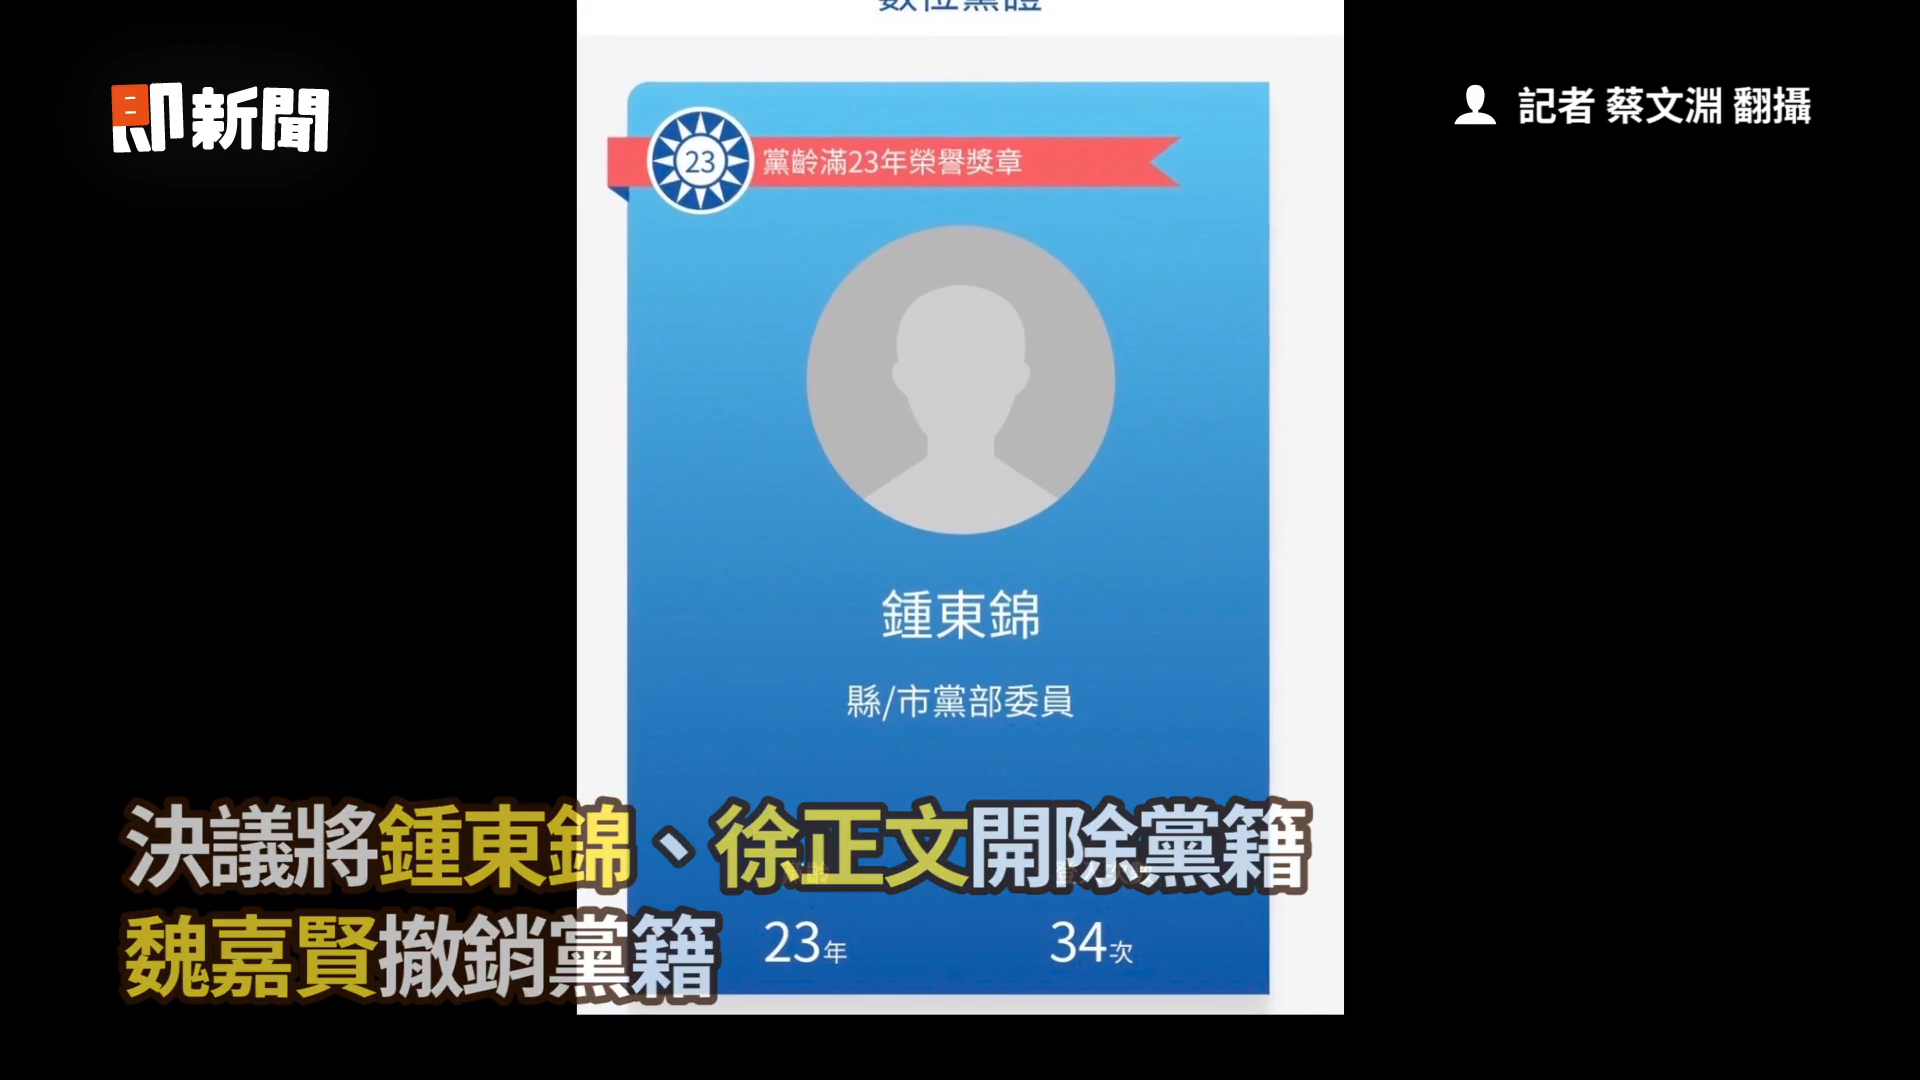 數位黨證
即新聞
記者 蔡文淵 翻攝
23
黨齡滿23年榮譽獎章
鍾東錦
縣/市黨部委員
決議將鍾東錦、徐正文開除黨籍
魏嘉賢撤銷黨籍
23年
34次